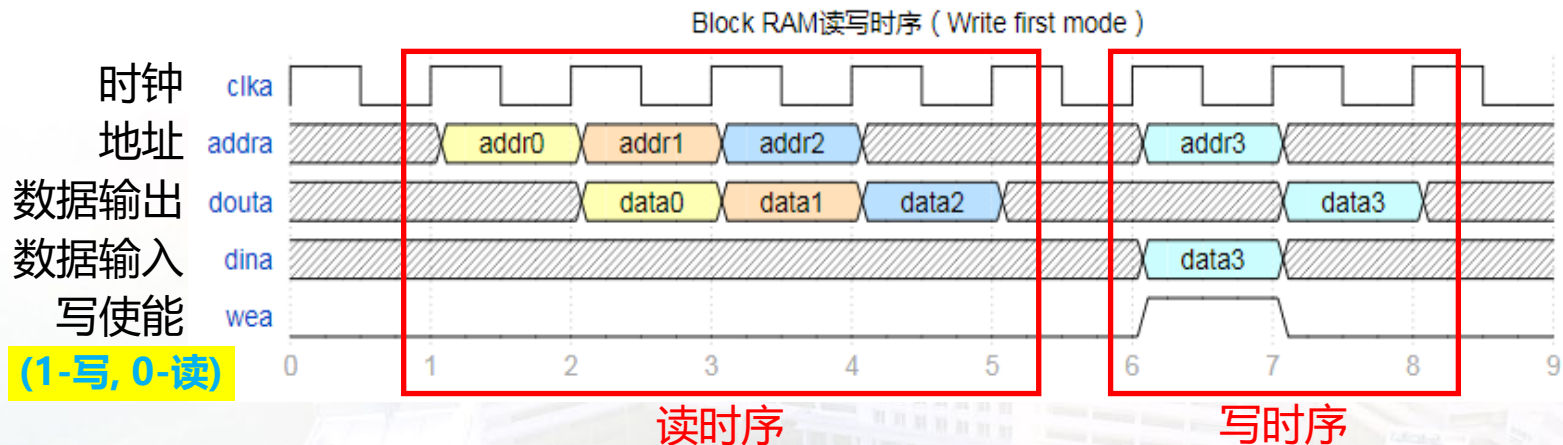 Block RAM读写时序 ( Write first mode )
时钟 clka
地址 addra addr0 addr1 addr2 addr3
数据输出 douta data0 data1 data2 data3
数据输入 dina data3
写使能 wea
(1-写, 0-读) 0 1 2 3 4 5 6 7 8 9
读时序 写时序